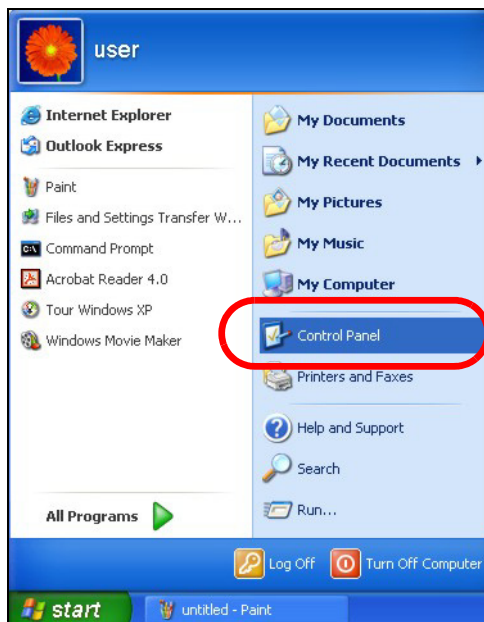 user
Internet Explorer
Outlook Express
Paint
Files and Settings Transfer W...
Command Prompt
Acrobat Reader 4.0
Tour Windows XP
Windows Movie Maker
All Programs
My Documents
My Recent Documents
My Pictures
My Music
My Computer
Control Panel
Printers and Faxes
Help and Support
Search
Run...
Log Off
Turn Off Computer
start
untitled - Paint